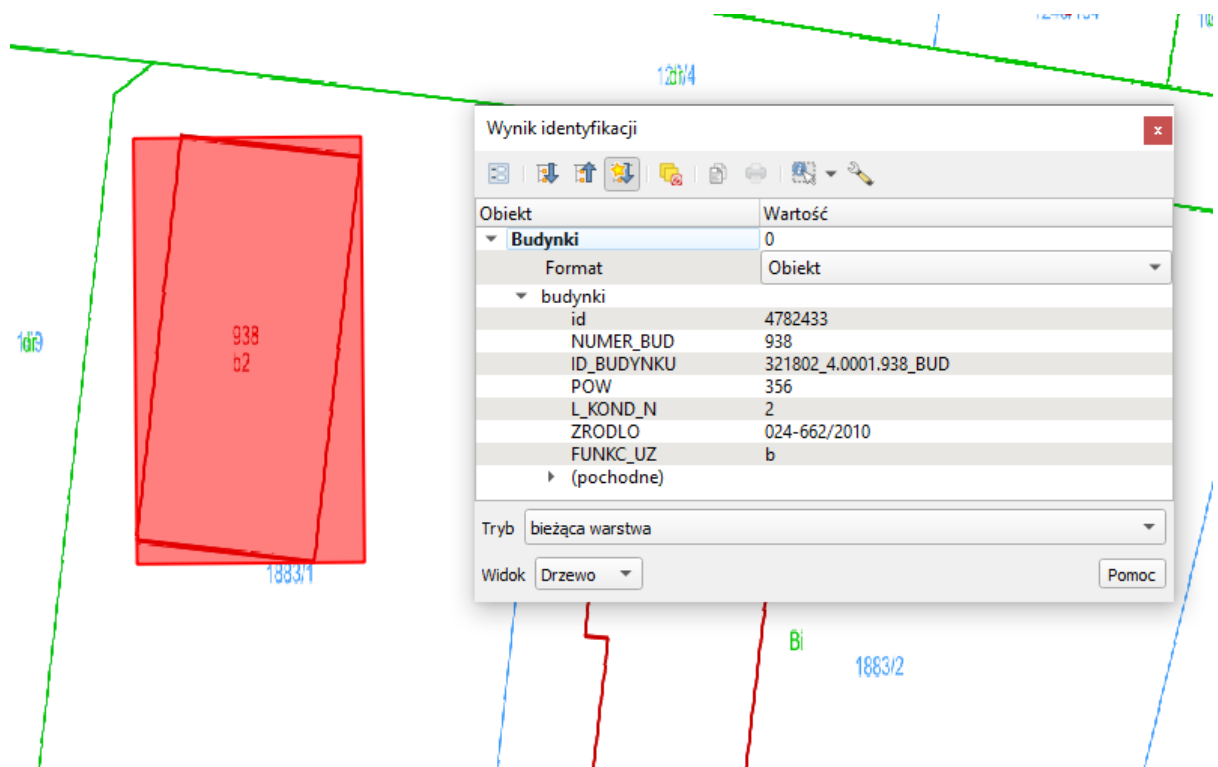 12dr/4
Wynik identyfikacji
x
Obiekt Wartość
Budynki 0
Format Obiekt
budynki
id 4782433
NUMER_BUD 938
ID_BUDYNKU 321802_4.0001.938_BUD
POW 356
L_KOND_N 2
ZRODLO 024-662/2010
FUNKC_UZ b
(pochodne)
Tryb bieżąca warstwa
Widok Drzewo Pomoc
938
b2
1883/1
Bi
1883/2